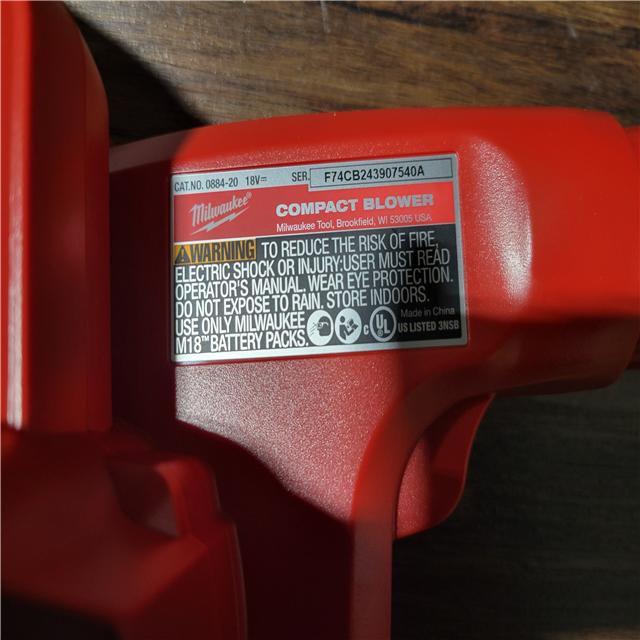 CAT.NO. 0884-20 18V⎓ SER. F74CB243907540A
Milwaukee® COMPACT BLOWER
Milwaukee Tool, Brookfield, WI 53005 USA
⚠WARNING TO REDUCE THE RISK OF FIRE,
ELECTRIC SHOCK OR INJURY:USER MUST READ
OPERATOR'S MANUAL. WEAR EYE PROTECTION.
DO NOT EXPOSE TO RAIN. STORE INDOORS.
USE ONLY MILWAUKEE
M18™ BATTERY PACKS.
c UL
Made in China
US LISTED 3NSB